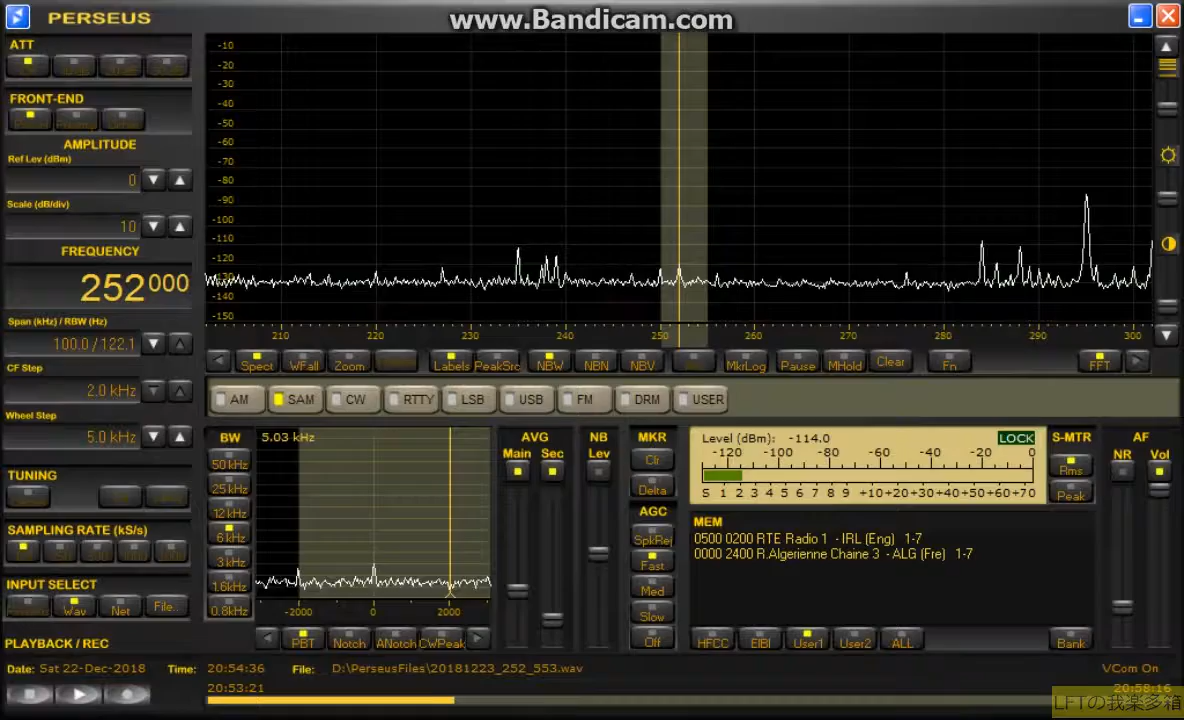 PERSEUS
www.Bandicam.com
ATT
FRONT-END
AMPLITUDE
Ref Lev (dBm)
0
Scale (dB/div)
10
FREQUENCY
252000
Span (kHz) / RBW (Hz)
100.0 / 122.1
CF Step
2.0 kHz
Wheel Step
5.0 kHz
TUNING
SAMPLING RATE (kS/s)
INPUT SELECT
Wav Net File..
PLAYBACK / REC
-10
-20
-30
-40
-50
-60
-70
-80
-90
-100
-110
-120
-130
-140
-150
210 220 230 240 250 260 270 280 290 300
Spect WFall Zoom Labels PeakSrc NBW NBN NBV MkrLog Pause MHold Clear Fn FFT
AM SAM CW RTTY LSB USB FM DRM USER
BW
50 kHz
25 kHz
12 kHz
6 kHz
3 kHz
1.6kHz
0.8kHz
5.03 kHz
-2000 0 2000
PBT Notch ANotch CWPeak
AVG
Main Sec
NB
Lev
MKR
Clr
Delta
AGC
SpkRej
Fast
Med
Slow
Off
Level (dBm): -114.0 LOCK
-120 -100 -80 -60 -40 -20 0
S 1 2 3 4 5 6 7 8 9 +10+20+30+40+50+60+70
S-MTR
Rms
Peak
AF
NR Vol
MEM
0500 0200 RTE Radio 1 - IRL (Eng) 1-7
0000 2400 R.Algerienne Chaine 3 - ALG (Fre) 1-7
HFCC EIBI User1 User2 ALL Bank
Date: Sat 22-Dec-2018 Time: 20:54:36 File: D:\PerseusFiles\20181223_252_553.wav VCom On
20:53:21 20:58:16
LFTの我楽多箱